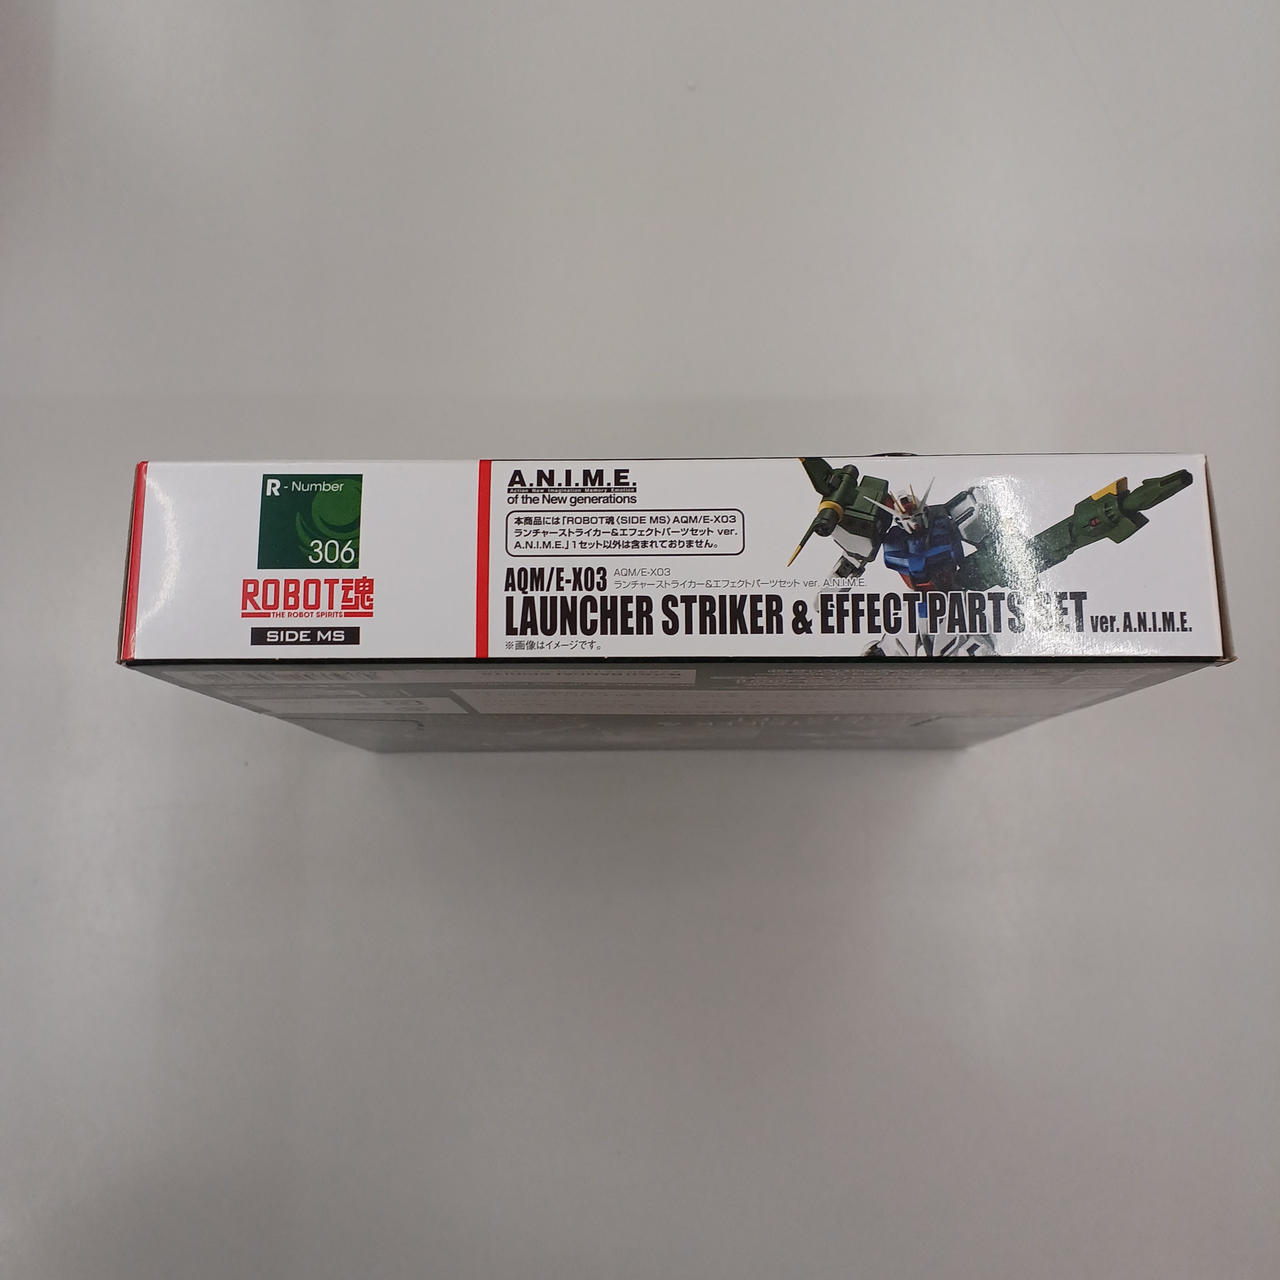 R - Number
306
ROBOT魂
THE ROBOT SPIRITS
SIDE MS
A.N.I.M.E.
Action New Imagination Memory Emotion
of the New generations
本商品には「ROBOT魂〈SIDE MS〉AQM/E-X03
ランチャーストライカー&エフェクトパーツセット ver.
A.N.I.M.E.」1セット以外は含まれておりません。
AQM/E-X03
AQM/E-X03
ランチャーストライカー&エフェクトパーツセット ver. A.N.I.M.E.
LAUNCHER STRIKER & EFFECT PARTS SET ver. A.N.I.M.E.
※画像はイメージです。